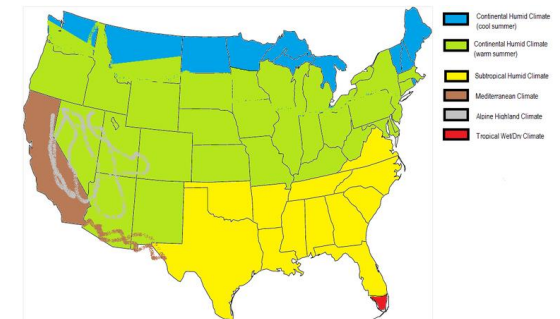 Continental Humid Climate
(cool summer)
Continental Humid Climate
(warm summer)
Subtropical Humid Climate
Mediterranean Climate
Alpine Highland Climate
Tropical Wet/Dry Climate